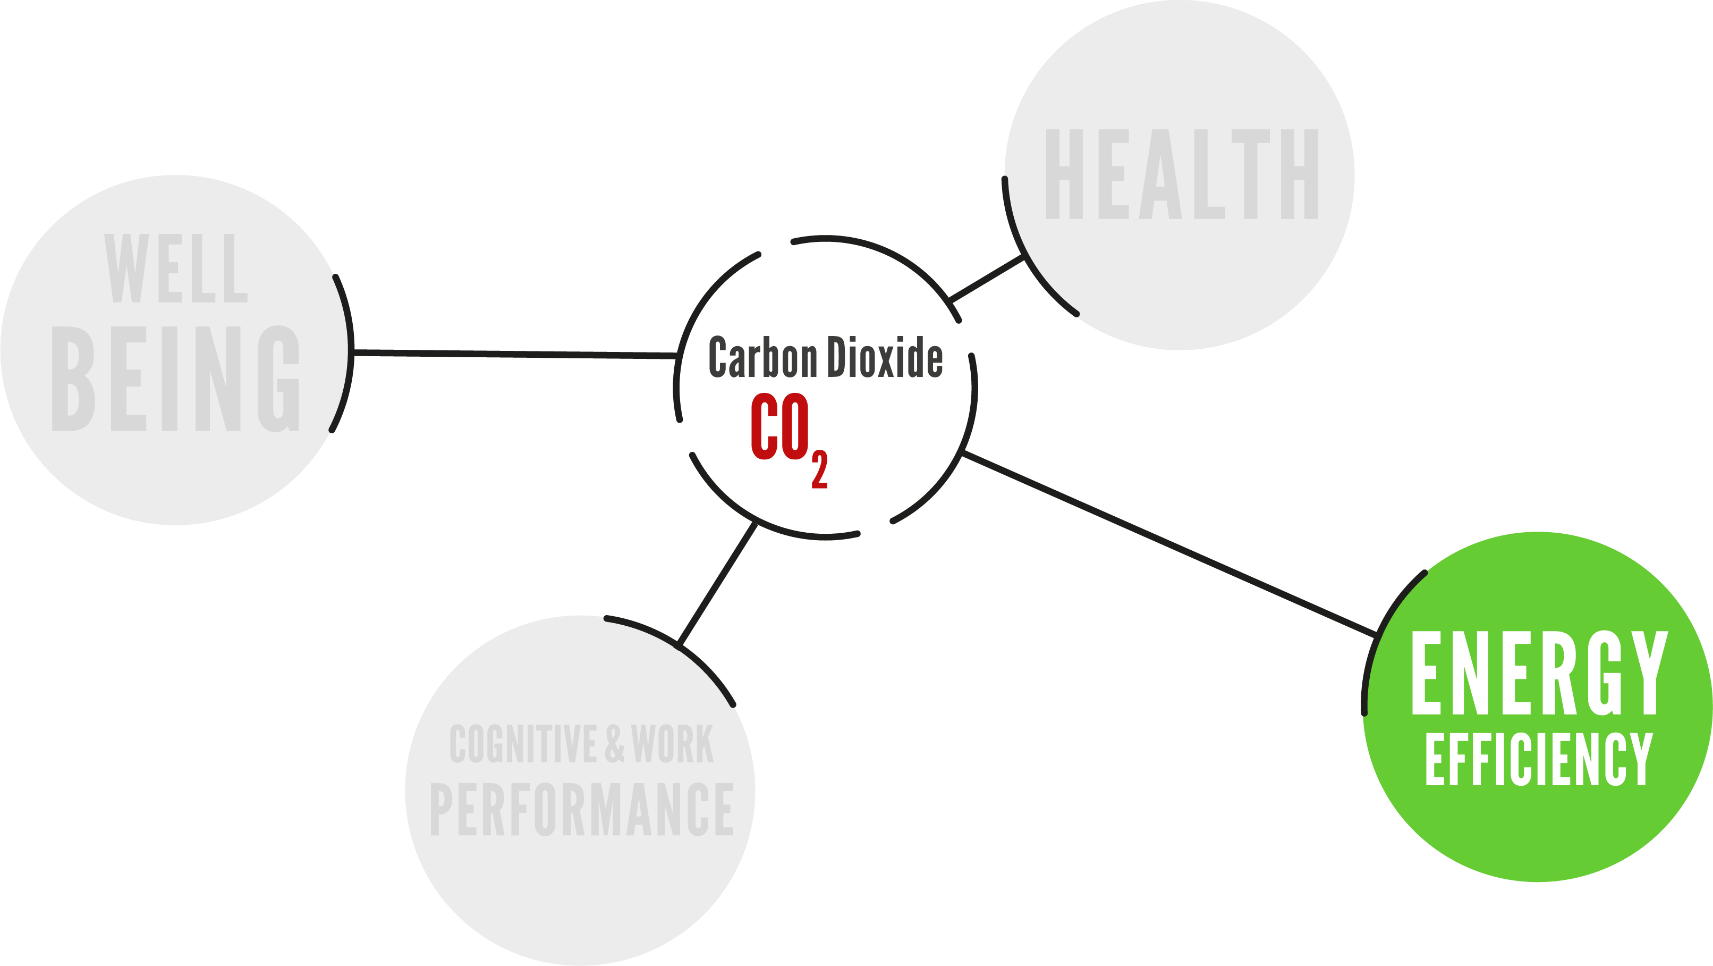 HEALTH
WELL
BEING
Carbon Dioxide
CO₂
ENERGY
EFFICIENCY
COGNITIVE & WORK
PERFORMANCE